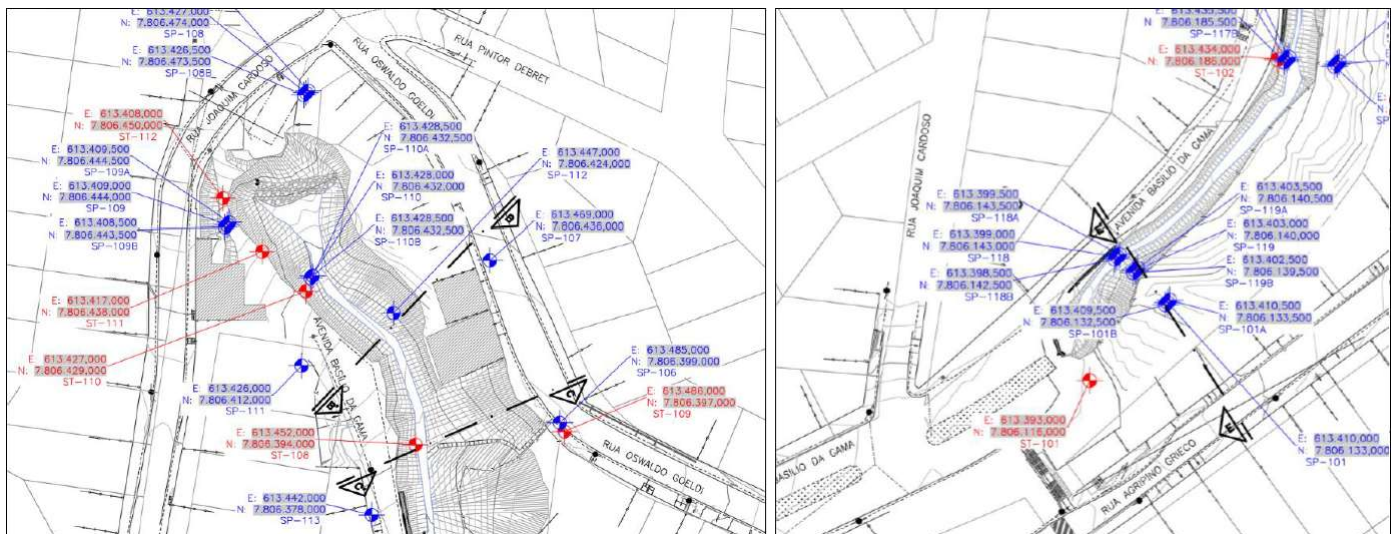 E: 613.427,000
N: 7.806.474,000
SP-108
E: 613.426,500
N: 7.806.473,500
SP-108B
RUA JOAQUIM CARDOSO
RUA OSWALDO GOELDI
RUA PINTOR DEBRET
E: 613.408,000
N: 7.806.450,000
ST-112
E: 613.409,500
N: 7.806.444,500
SP-109A
E: 613.409,000
N: 7.806.444,000
SP-109
E: 613.408,500
N: 7.806.443,500
SP-109B
E: 613.428,500
N: 7.806.432,500
SP-110A
E: 613.428,000
N: 7.806.432,000
SP-110
E: 613.428,500
N: 7.806.432,500
SP-110B
E: 613.447,000
N: 7.806.424,000
SP-112
B
E: 613.469,000
N: 7.806.436,000
SP-107
E: 613.417,000
N: 7.806.438,000
ST-111
E: 613.427,000
N: 7.806.429,000
ST-110
AVENIDA BASILIO DA GAMA
E: 613.426,000
N: 7.806.412,000
SP-111
B'
E: 613.485,000
N: 7.806.399,000
SP-106
C
E: 613.486,000
N: 7.806.397,000
ST-109
E: 613.452,000
N: 7.806.394,000
ST-108
RUA OSWALDO GOELDI
E: 613.442,000
N: 7.806.378,000
SP-113
E: 613.435,500
N: 7.806.185,500
SP-117B
E: 613.434,000
N: 7.806.186,000
ST-102
RUA JOAQUIM CARDOSO
AVENIDA BASILIO DA GAMA
E: 613.399,500
N: 7.806.143,500
SP-118A
E: 613.399,000
N: 7.806.143,000
SP-118
E: 613.398,500
N: 7.806.142,500
SP-118B
E: 613.403,500
N: 7.806.140,500
SP-119A
E: 613.403,000
N: 7.806.140,000
SP-119
E: 613.402,500
N: 7.806.139,500
SP-119B
E: 613.409,500
N: 7.806.132,500
SP-101B
E: 613.410,500
N: 7.806.133,500
SP-101A
E: 613.393,000
N: 7.806.116,000
ST-101
E
E: 613.410,000
N: 7.806.133,000
SP-101
BASILIO DA GAMA
RUA AGRIPINO GRIECO